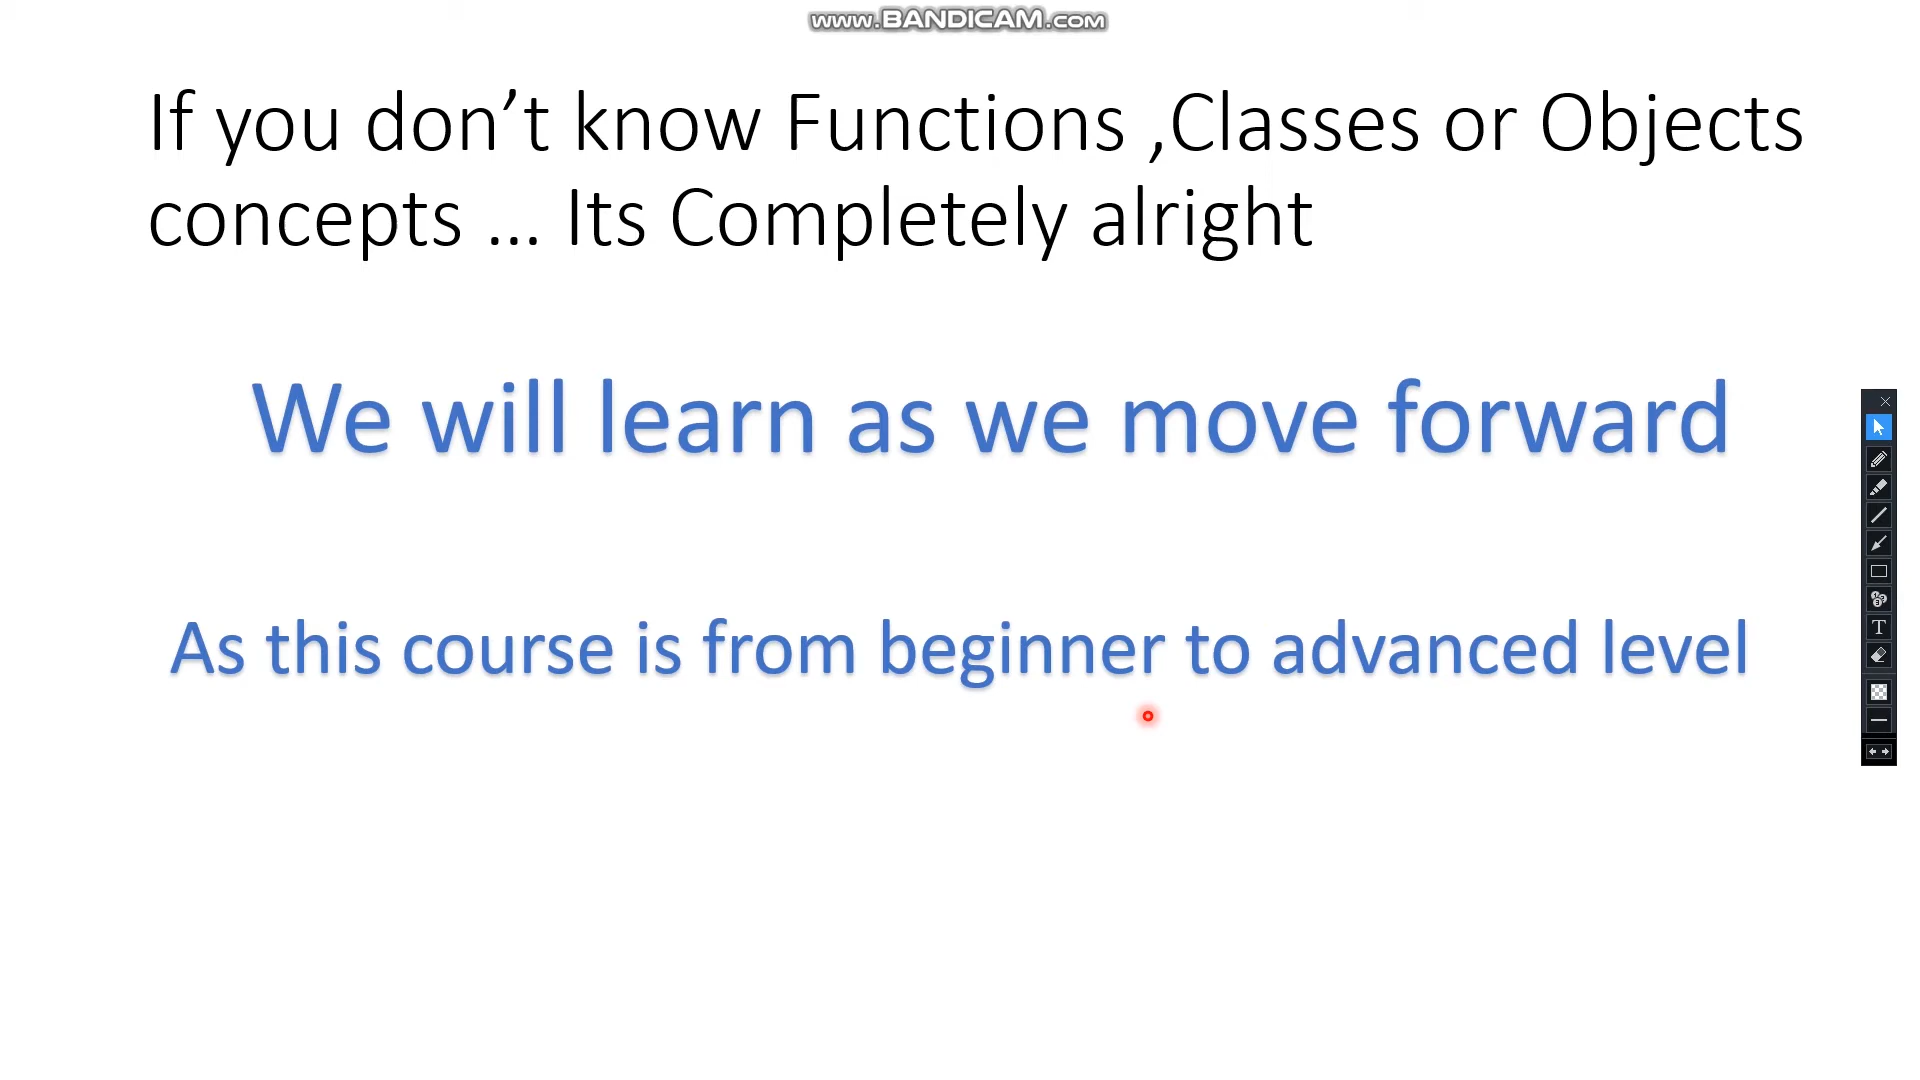 www.BANDICAM.com
If you don’t know Functions ,Classes or Objects
concepts ... Its Completely alright
We will learn as we move forward
As this course is from beginner to advanced level
T